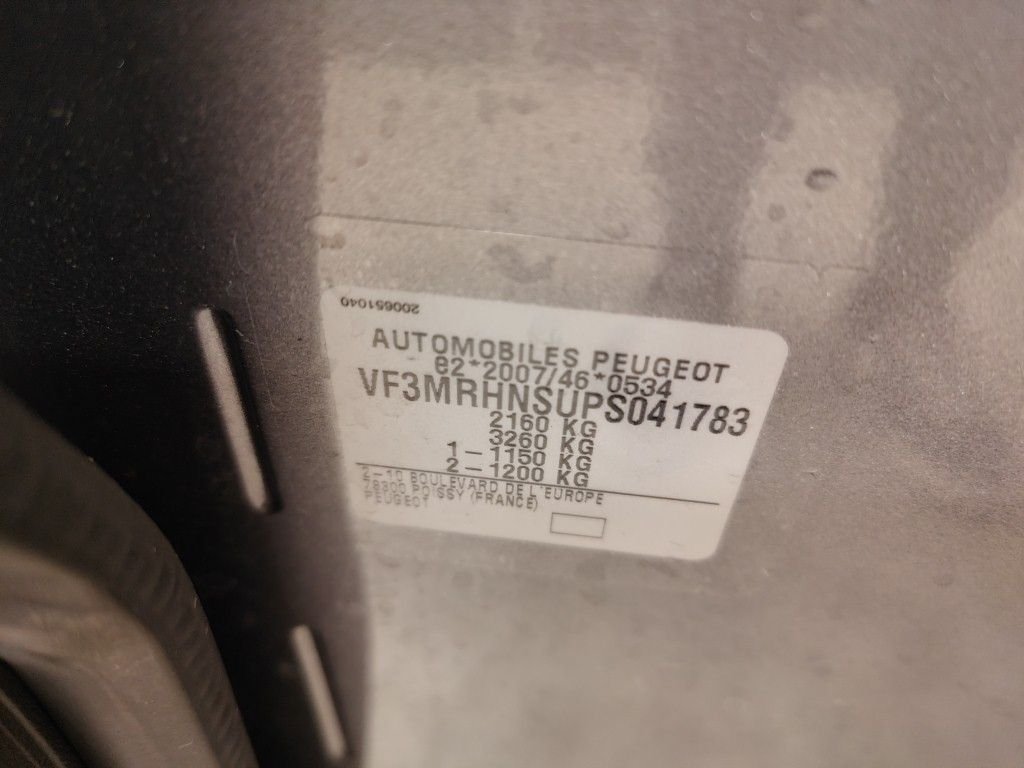 200651040
AUTOMOBILES PEUGEOT
e2*2007/46*0534
VF3MRHNSUPS041783
2160 KG
3260 KG
1 – 1150 KG
2 – 1200 KG
2–10 BOULEVARD DE L'EUROPE
78300 POISSY (FRANCE)
PEUGEOT